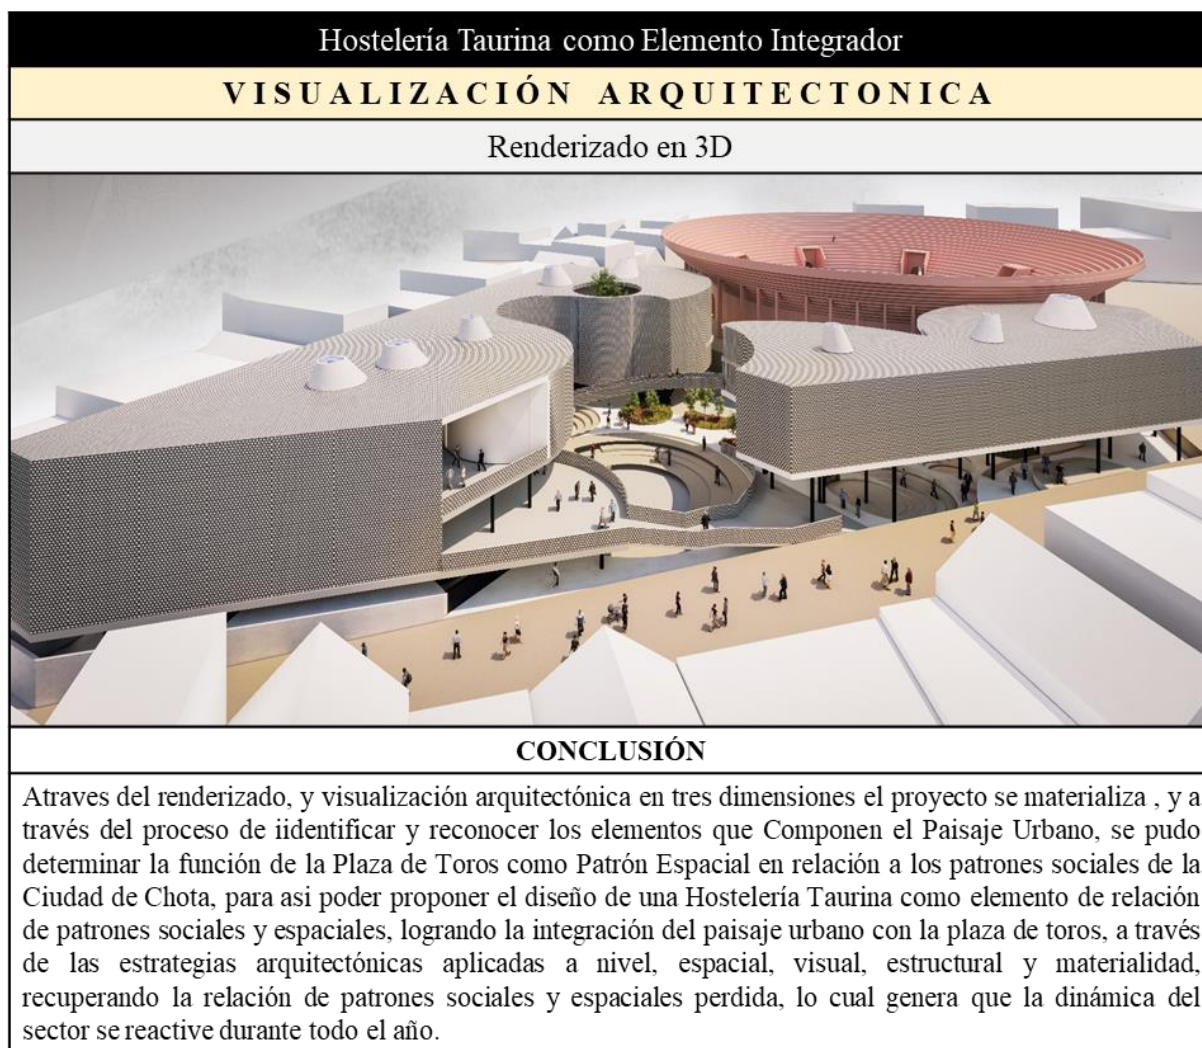 Hostelería Taurina como Elemento Integrador
VISUALIZACIÓN ARQUITECTONICA
Renderizado en 3D
CONCLUSIÓN
Atraves del renderizado, y visualización arquitectónica en tres dimensiones el proyecto se materializa , y a
través del proceso de iidentificar y reconocer los elementos que Componen el Paisaje Urbano, se pudo
determinar la función de la Plaza de Toros como Patrón Espacial en relación a los patrones sociales de la
Ciudad de Chota, para asi poder proponer el diseño de una Hostelería Taurina como elemento de relación
de patrones sociales y espaciales, logrando la integración del paisaje urbano con la plaza de toros, a través
de las estrategias arquitectónicas aplicadas a nivel, espacial, visual, estructural y materialidad,
recuperando la relación de patrones sociales y espaciales perdida, lo cual genera que la dinámica del
sector se reactive durante todo el año.